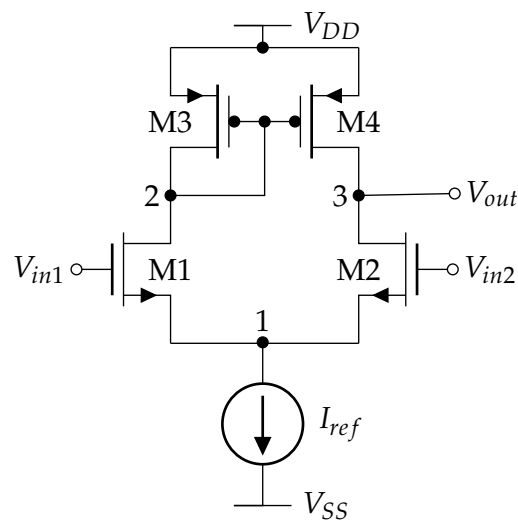 V_DD
M3 M4
2 3 V_out
V_in1 M1 M2 V_in2
1
I_ref
V_SS